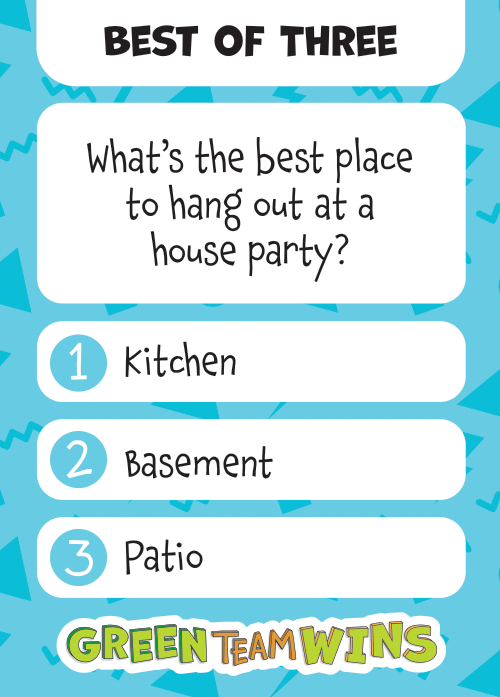 BEST OF THREE
What's the best place
to hang out at a
house party?
1 Kitchen
2 Basement
3 Patio
GREEN TEAM WINS